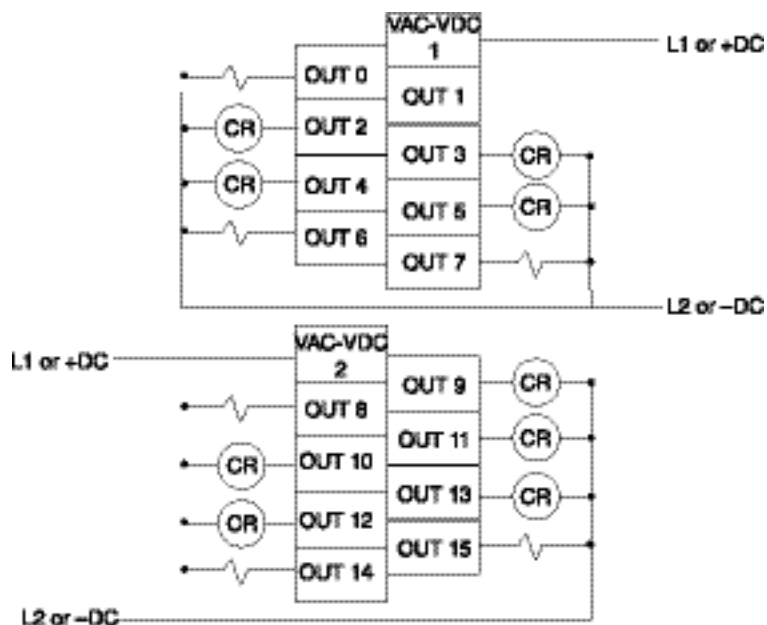 VAC-VDC
1
L1 or +DC
OUT 0
OUT 1
CR
OUT 2
OUT 3
CR
CR
OUT 4
OUT 5
CR
OUT 6
OUT 7
L2 or –DC
L1 or +DC
VAC-VDC
2
OUT 9
CR
OUT 8
OUT 11
CR
CR
OUT 10
OUT 13
CR
CR
OUT 12
OUT 15
OUT 14
L2 or –DC